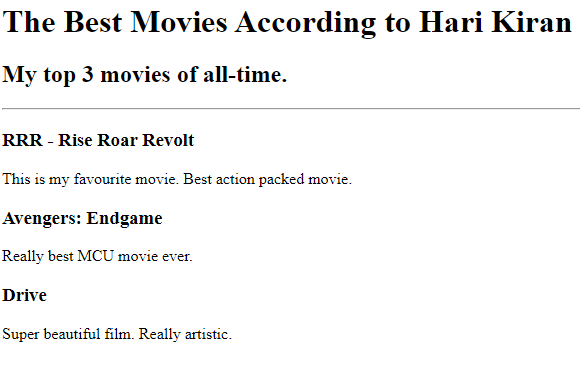 The Best Movies According to Hari Kiran
My top 3 movies of all-time.
RRR - Rise Roar Revolt
This is my favourite movie. Best action packed movie.
Avengers: Endgame
Really best MCU movie ever.
Drive
Super beautiful film. Really artistic.